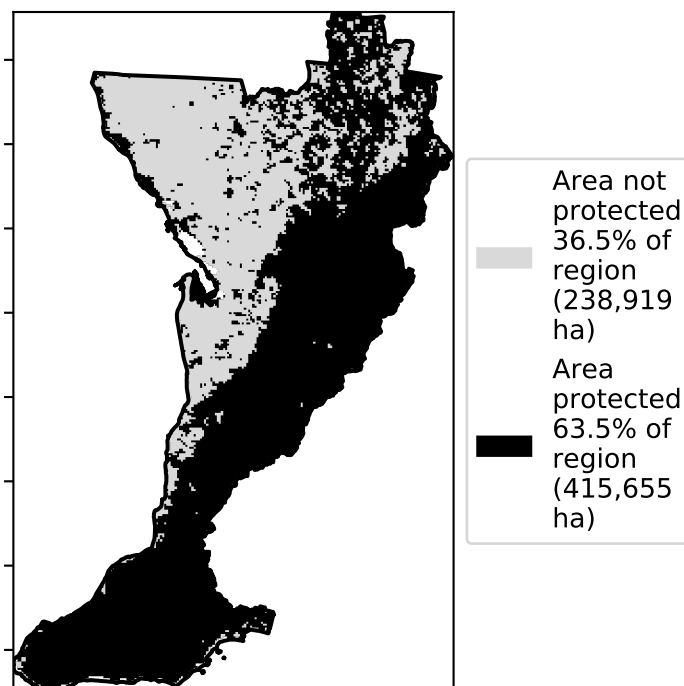 Area not
protected
36.5% of
region
(238,919
ha)
Area
protected
63.5% of
region
(415,655
ha)